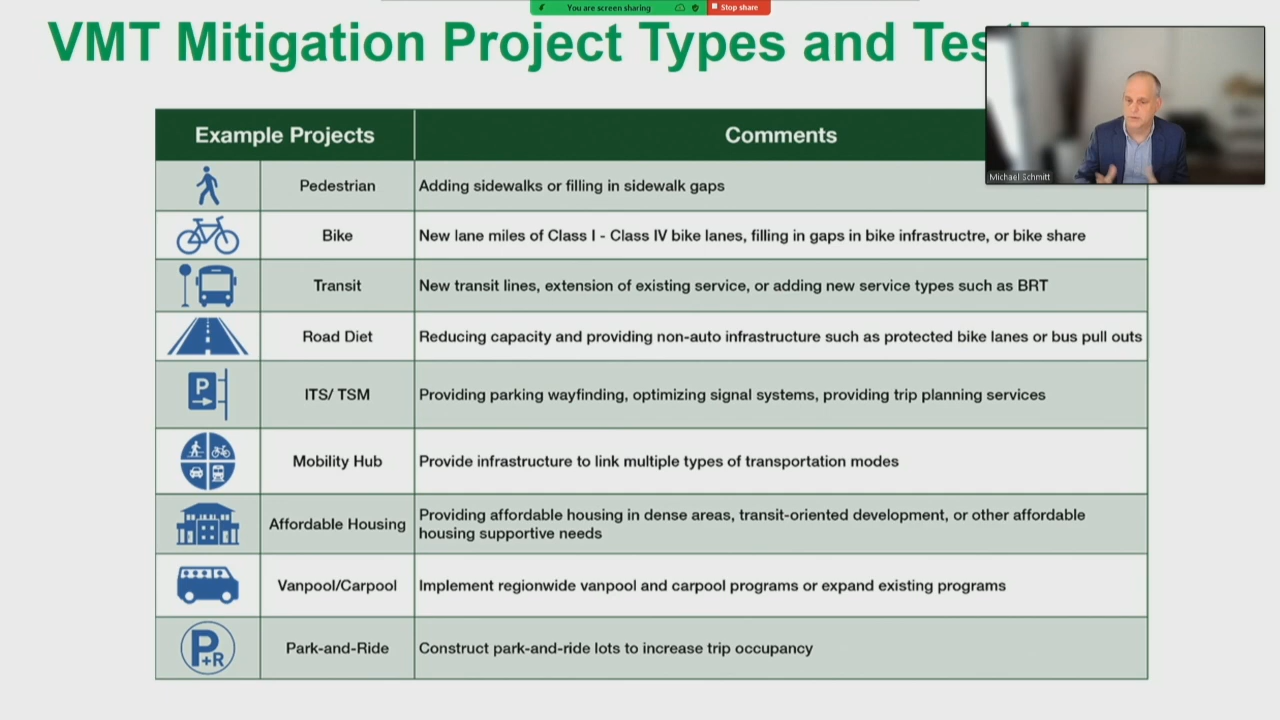 You are screen sharing
Stop share
VMT Mitigation Project Types and
Michael Schmitt
Example Projects
Comments
Pedestrian
Adding sidewalks or filling in sidewalk gaps
Bike
New lane miles of Class I - Class IV bike lanes, filling in gaps in bike infrastructre, or bike share
Transit
New transit lines, extension of existing service, or adding new service types such as BRT
Road Diet
Reducing capacity and providing non-auto infrastructure such as protected bike lanes or bus pull outs
P
ITS/ TSM
Providing parking wayfinding, optimizing signal systems, providing trip planning services
Mobility Hub
Provide infrastructure to link multiple types of transportation modes
Affordable Housing
Providing affordable housing in dense areas, transit-oriented development, or other affordable
housing supportive needs
Vanpool/Carpool
Implement regionwide vanpool and carpool programs or expand existing programs
P+R
Park-and-Ride
Construct park-and-ride lots to increase trip occupancy